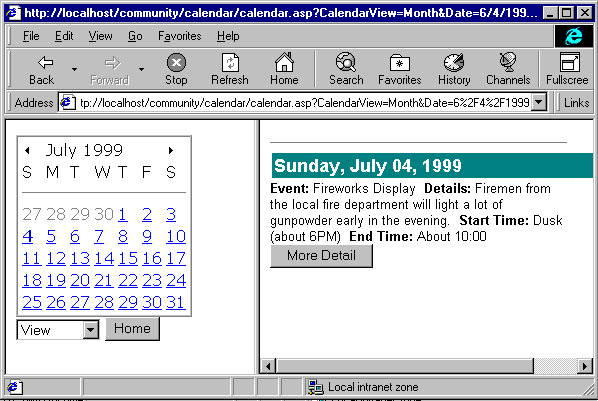 http://localhost/community/calendar/calendar.asp?CalendarView=Month&Date=6/4/199...
File Edit View Go Favorites Help
Back Forward Stop Refresh Home Search Favorites History Channels Fullscree
Address tp://localhost/community/calendar/calendar.asp?CalendarView=Month&Date=6%2F4%2F1999 Links
July 1999
S M T W T F S
27 28 29 30 1 2 3
4 5 6 7 8 9 10
11 12 13 14 15 16 17
18 19 20 21 22 23 24
25 26 27 28 29 30 31
View Home
Sunday, July 04, 1999
Event: Fireworks Display Details: Firemen from
the local fire department will light a lot of
gunpowder early in the evening. Start Time: Dusk
(about 6PM) End Time: About 10:00
More Detail
Local intranet zone